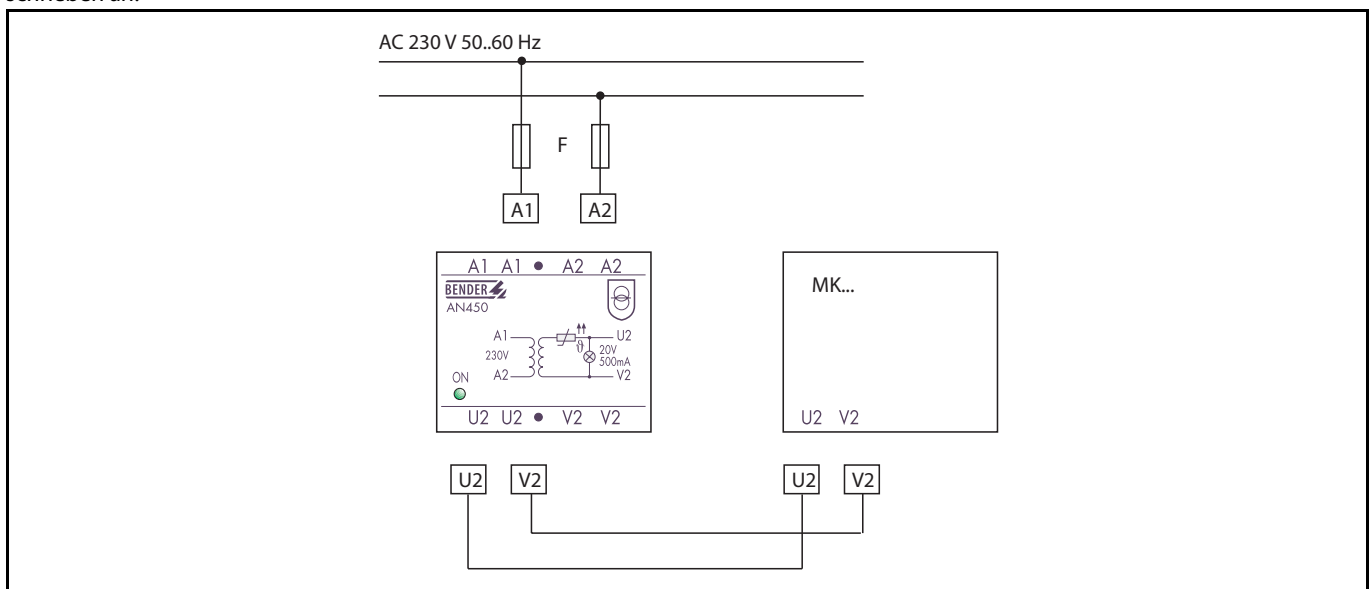 AC 230 V 50..60 Hz
F
A1 A2
A1 A1 • A2 A2
BENDER
AN450
MK...
A1 U2
230V ϑ 20V
500mA
ON A2 V2
U2 U2 • V2 V2
U2 V2
U2 V2 U2 V2